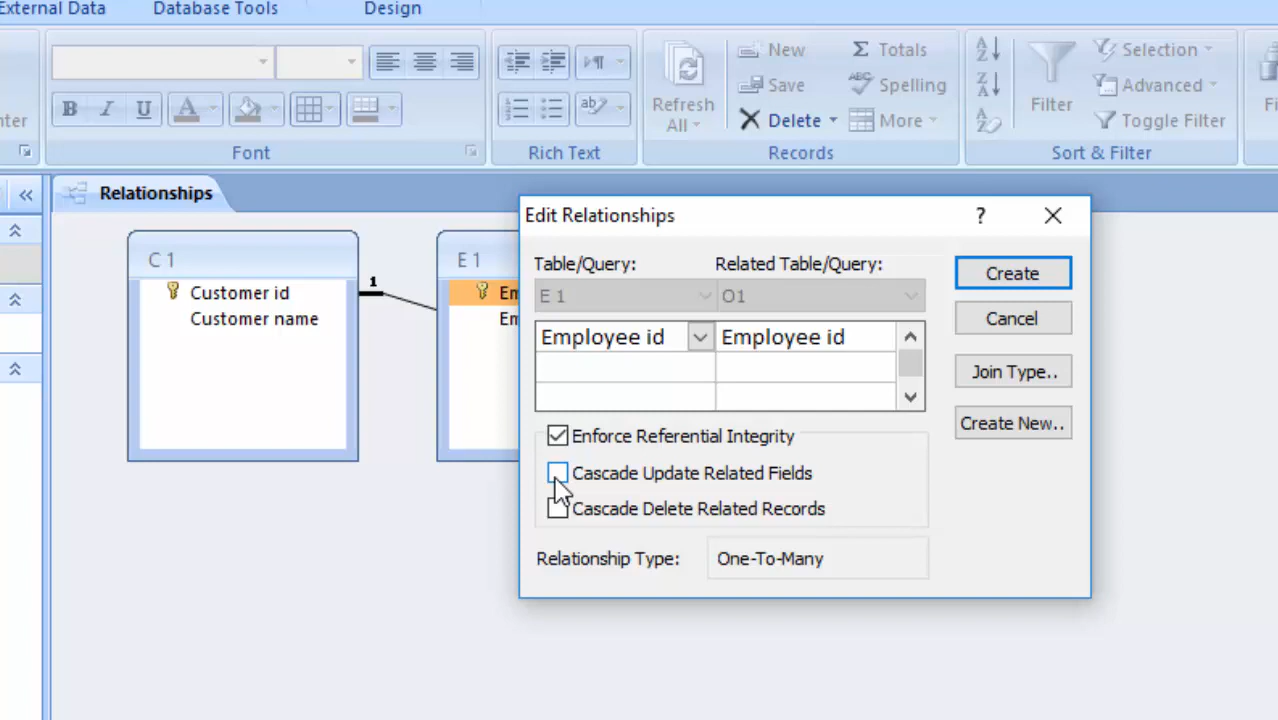 External Data Database Tools Design
New Σ Totals Selection
Save ABC Spelling Advanced
B I U Refresh All Delete More Filter Toggle Filter
Font Rich Text Records Sort & Filter
Relationships
Edit Relationships ?
C 1
E 1
Customer id
Customer name
Table/Query: Related Table/Query:
E 1 O1
Employee id Employee id
Create
Cancel
Join Type..
Create New..
Enforce Referential Integrity
Cascade Update Related Fields
Cascade Delete Related Records
Relationship Type: One-To-Many
1